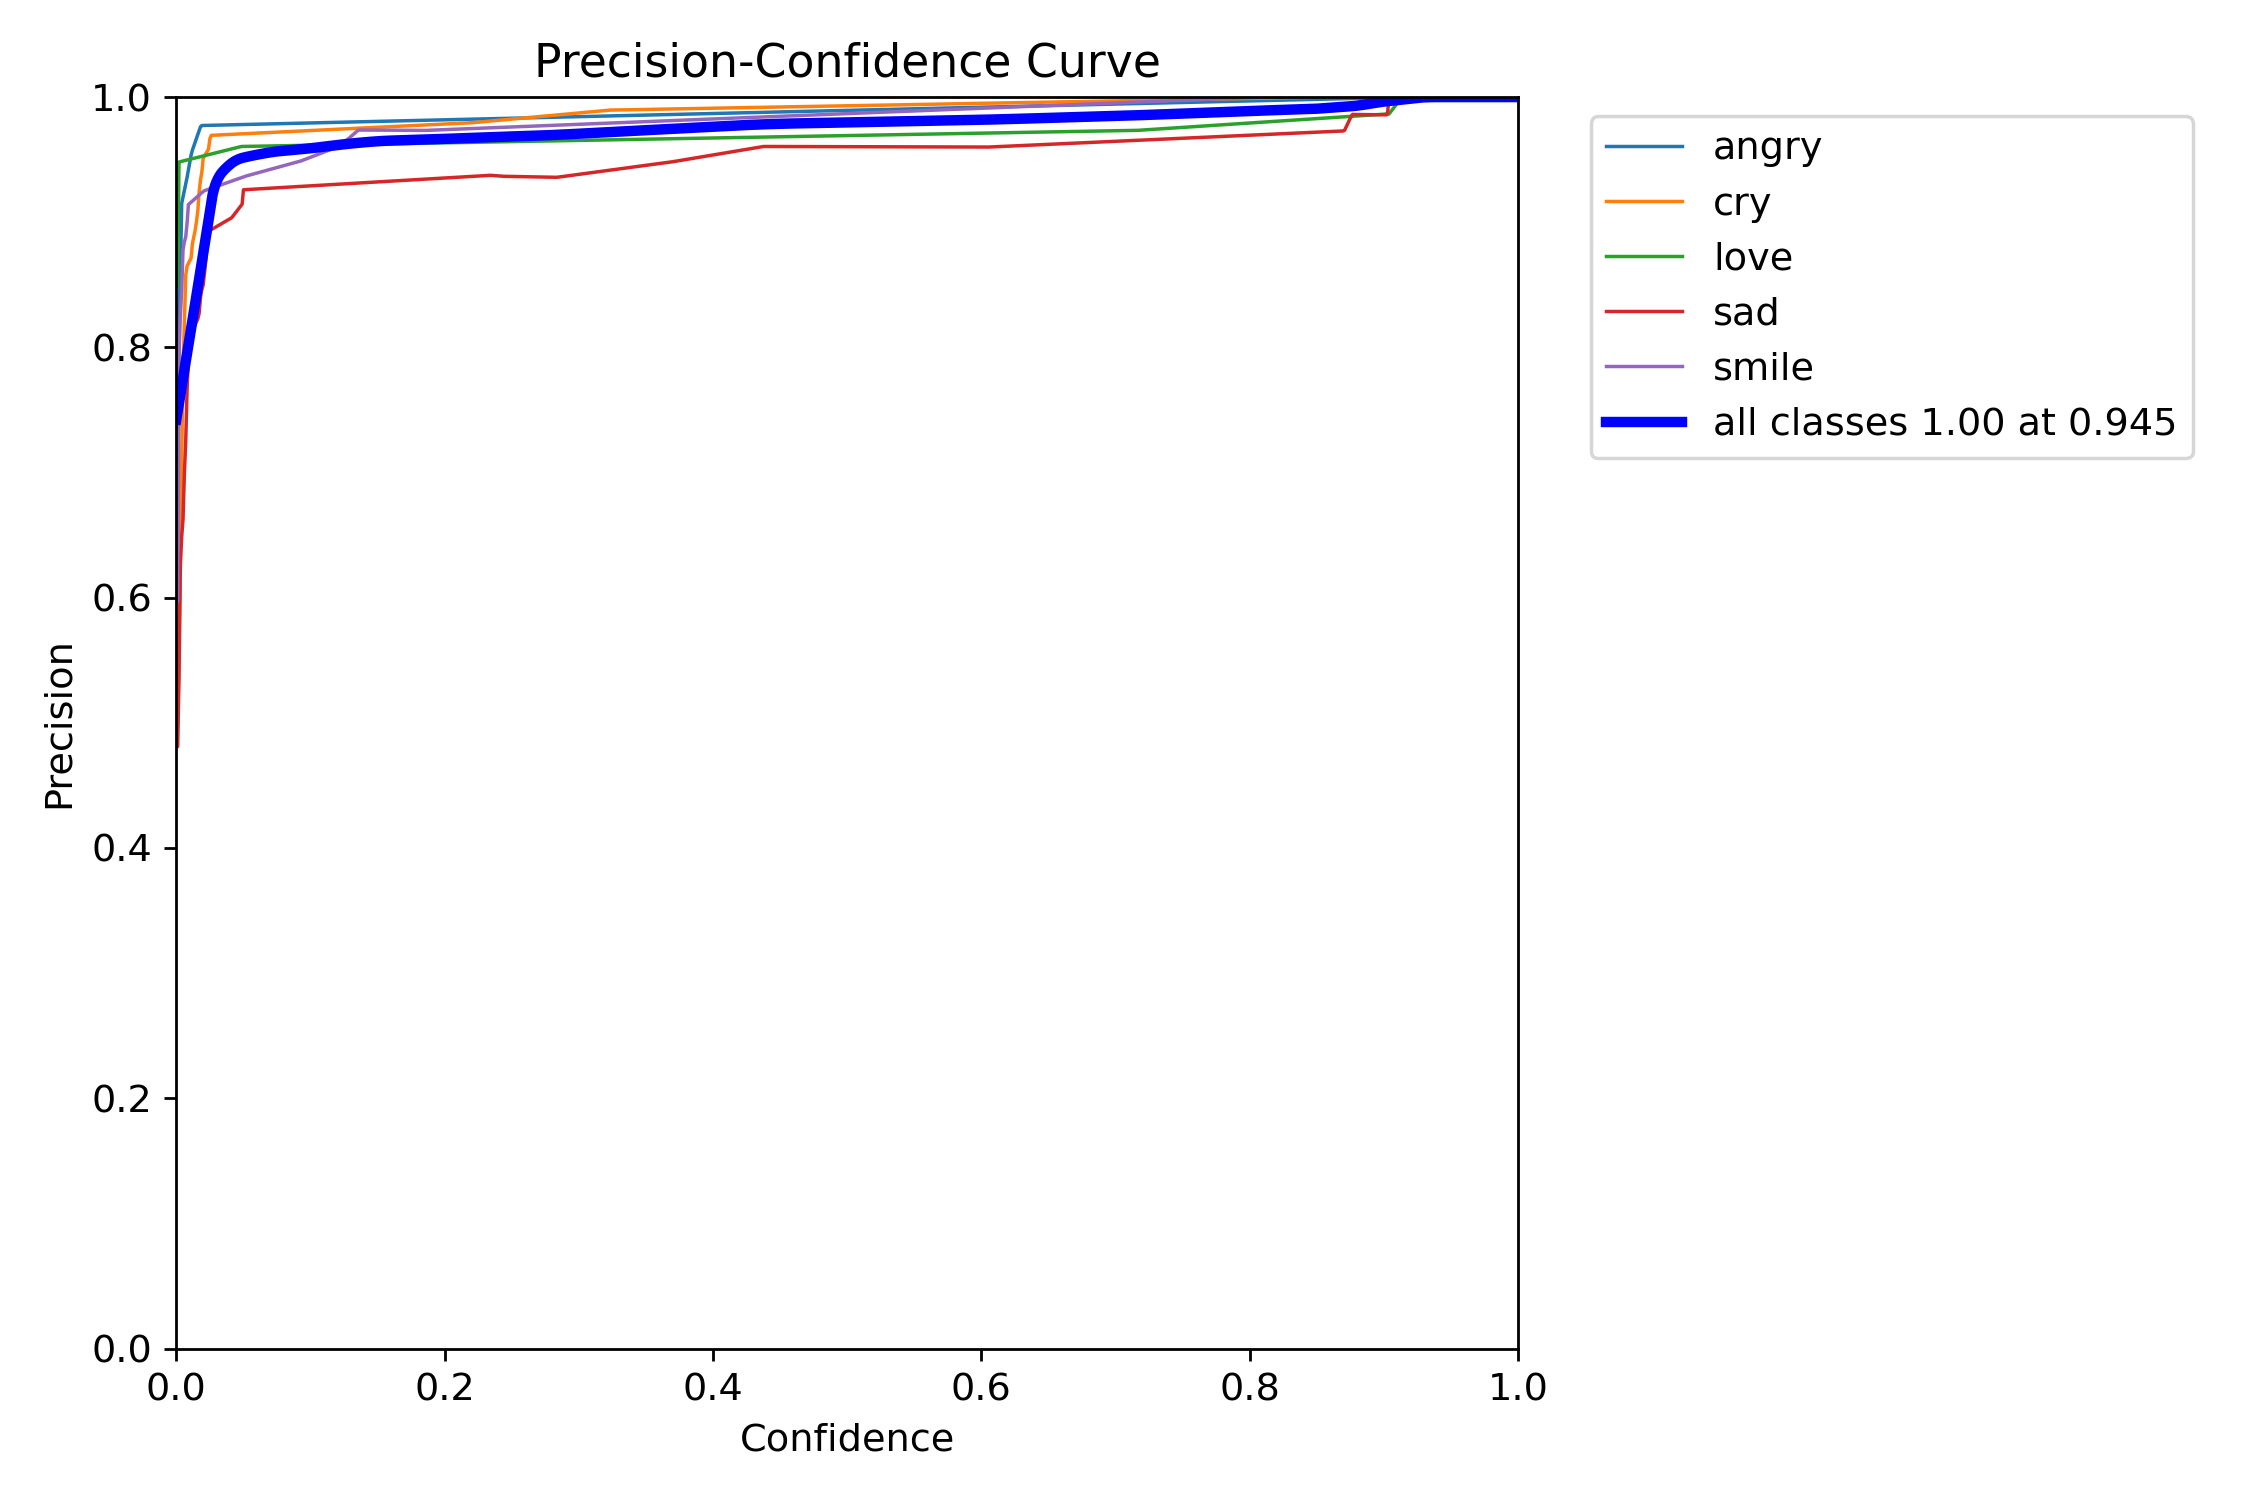 Precision-Confidence Curve
1.0
0.8
0.6
0.4
0.2
0.0
Precision
0.0 0.2 0.4 0.6 0.8 1.0
Confidence
angry
cry
love
sad
smile
all classes 1.00 at 0.945